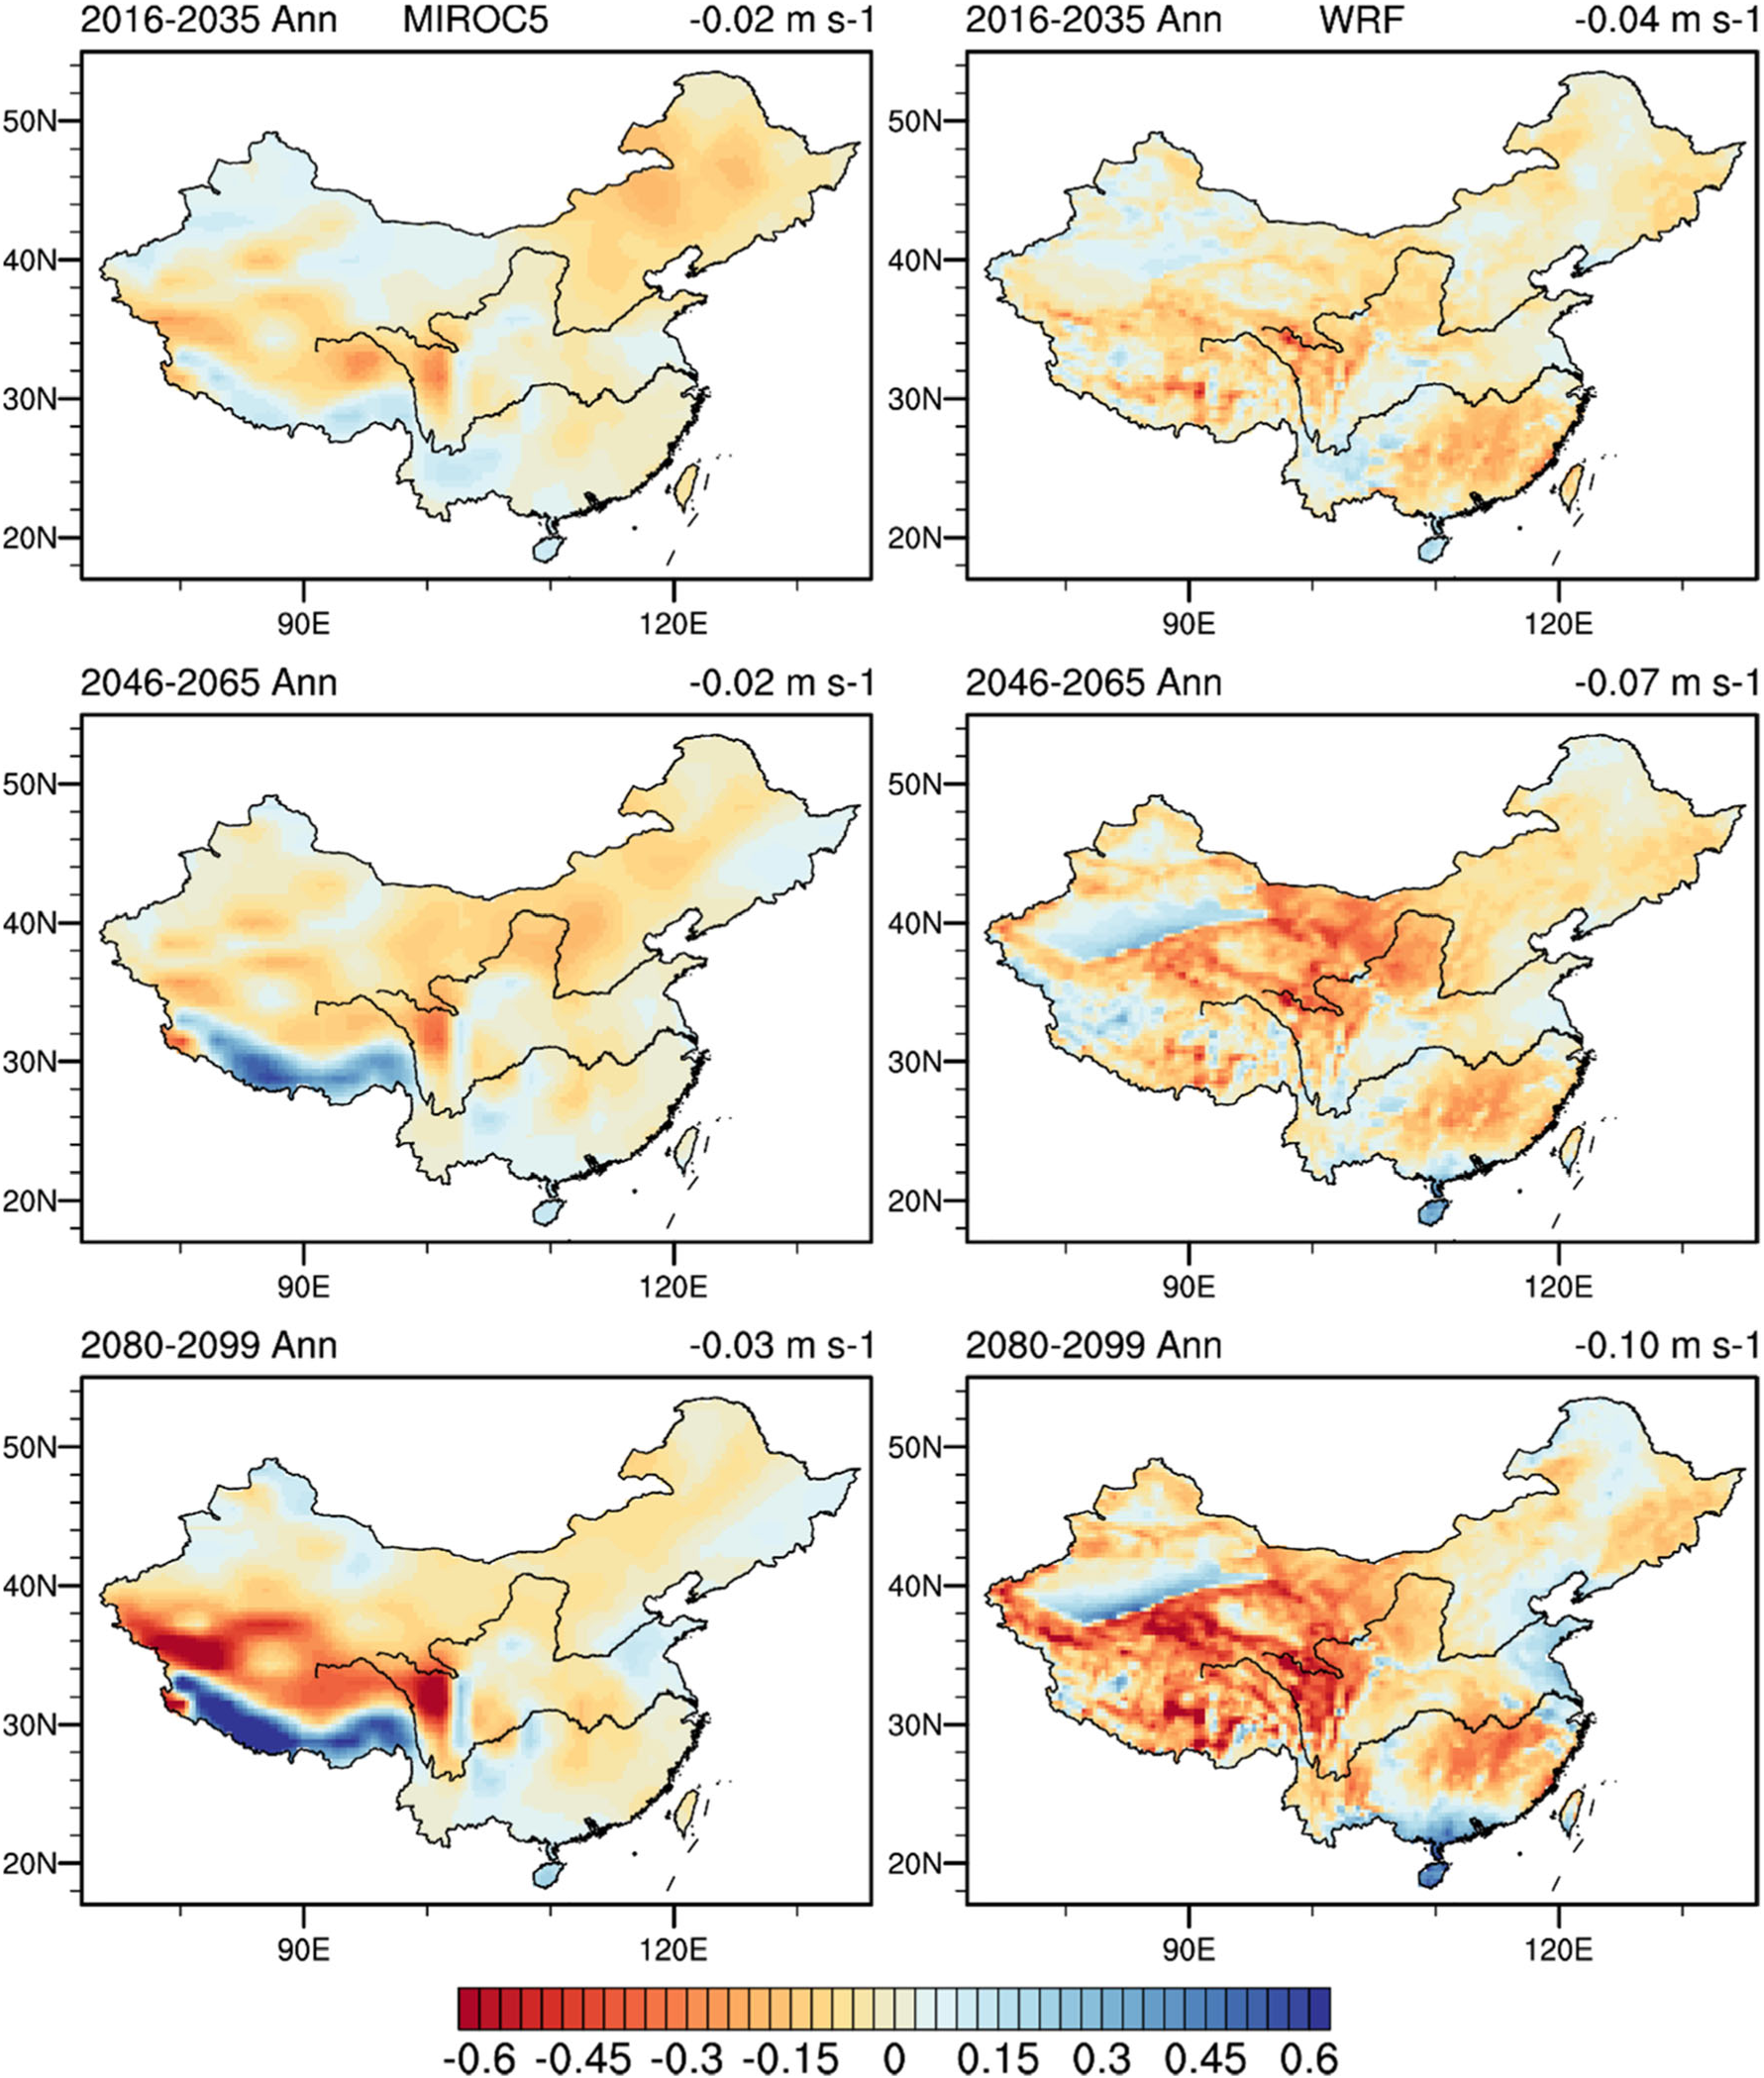 2016-2035 Ann MIROC5 -0.02 m s-1
2016-2035 Ann WRF -0.04 m s-1
50N 50N
40N 40N
30N 30N
20N 20N
90E 120E 90E 120E
2046-2065 Ann -0.02 m s-1
2046-2065 Ann -0.07 m s-1
50N 50N
40N 40N
30N 30N
20N 20N
90E 120E 90E 120E
2080-2099 Ann -0.03 m s-1
2080-2099 Ann -0.10 m s-1
50N 50N
40N 40N
30N 30N
20N 20N
90E 120E 90E 120E
-0.6 -0.45 -0.3 -0.15 0 0.15 0.3 0.45 0.6